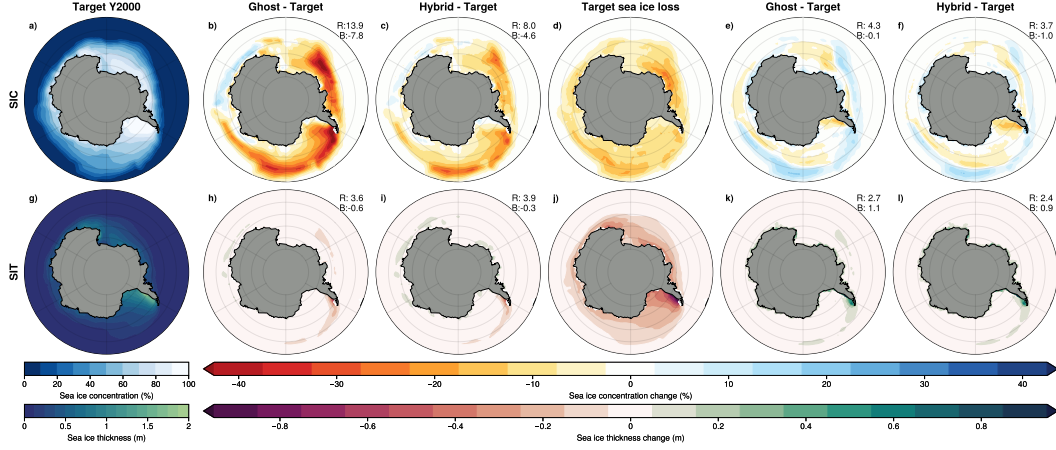 Target Y2000 Ghost - Target Hybrid - Target Target sea ice loss Ghost - Target Hybrid - Target
a) b) R:13.9 c) R: 8.0 d) e) R: 4.3 f) R: 3.7
B:-7.8 B:-4.6 B:-0.1 B:-1.0
SIC
g) h) R: 3.6 i) R: 3.9 j) k) R: 2.7 l) R: 2.4
B:-0.6 B:-0.3 B: 1.1 B: 0.9
SIT
0 20 40 60 80 100 −40 −30 −20 −10 0 10 20 30 40
Sea ice concentration (%) Sea ice concentration change (%)
0 0.5 1 1.5 2 −0.8 −0.6 −0.4 −0.2 0 0.2 0.4 0.6 0.8
Sea ice thickness (m) Sea ice thickness change (m)